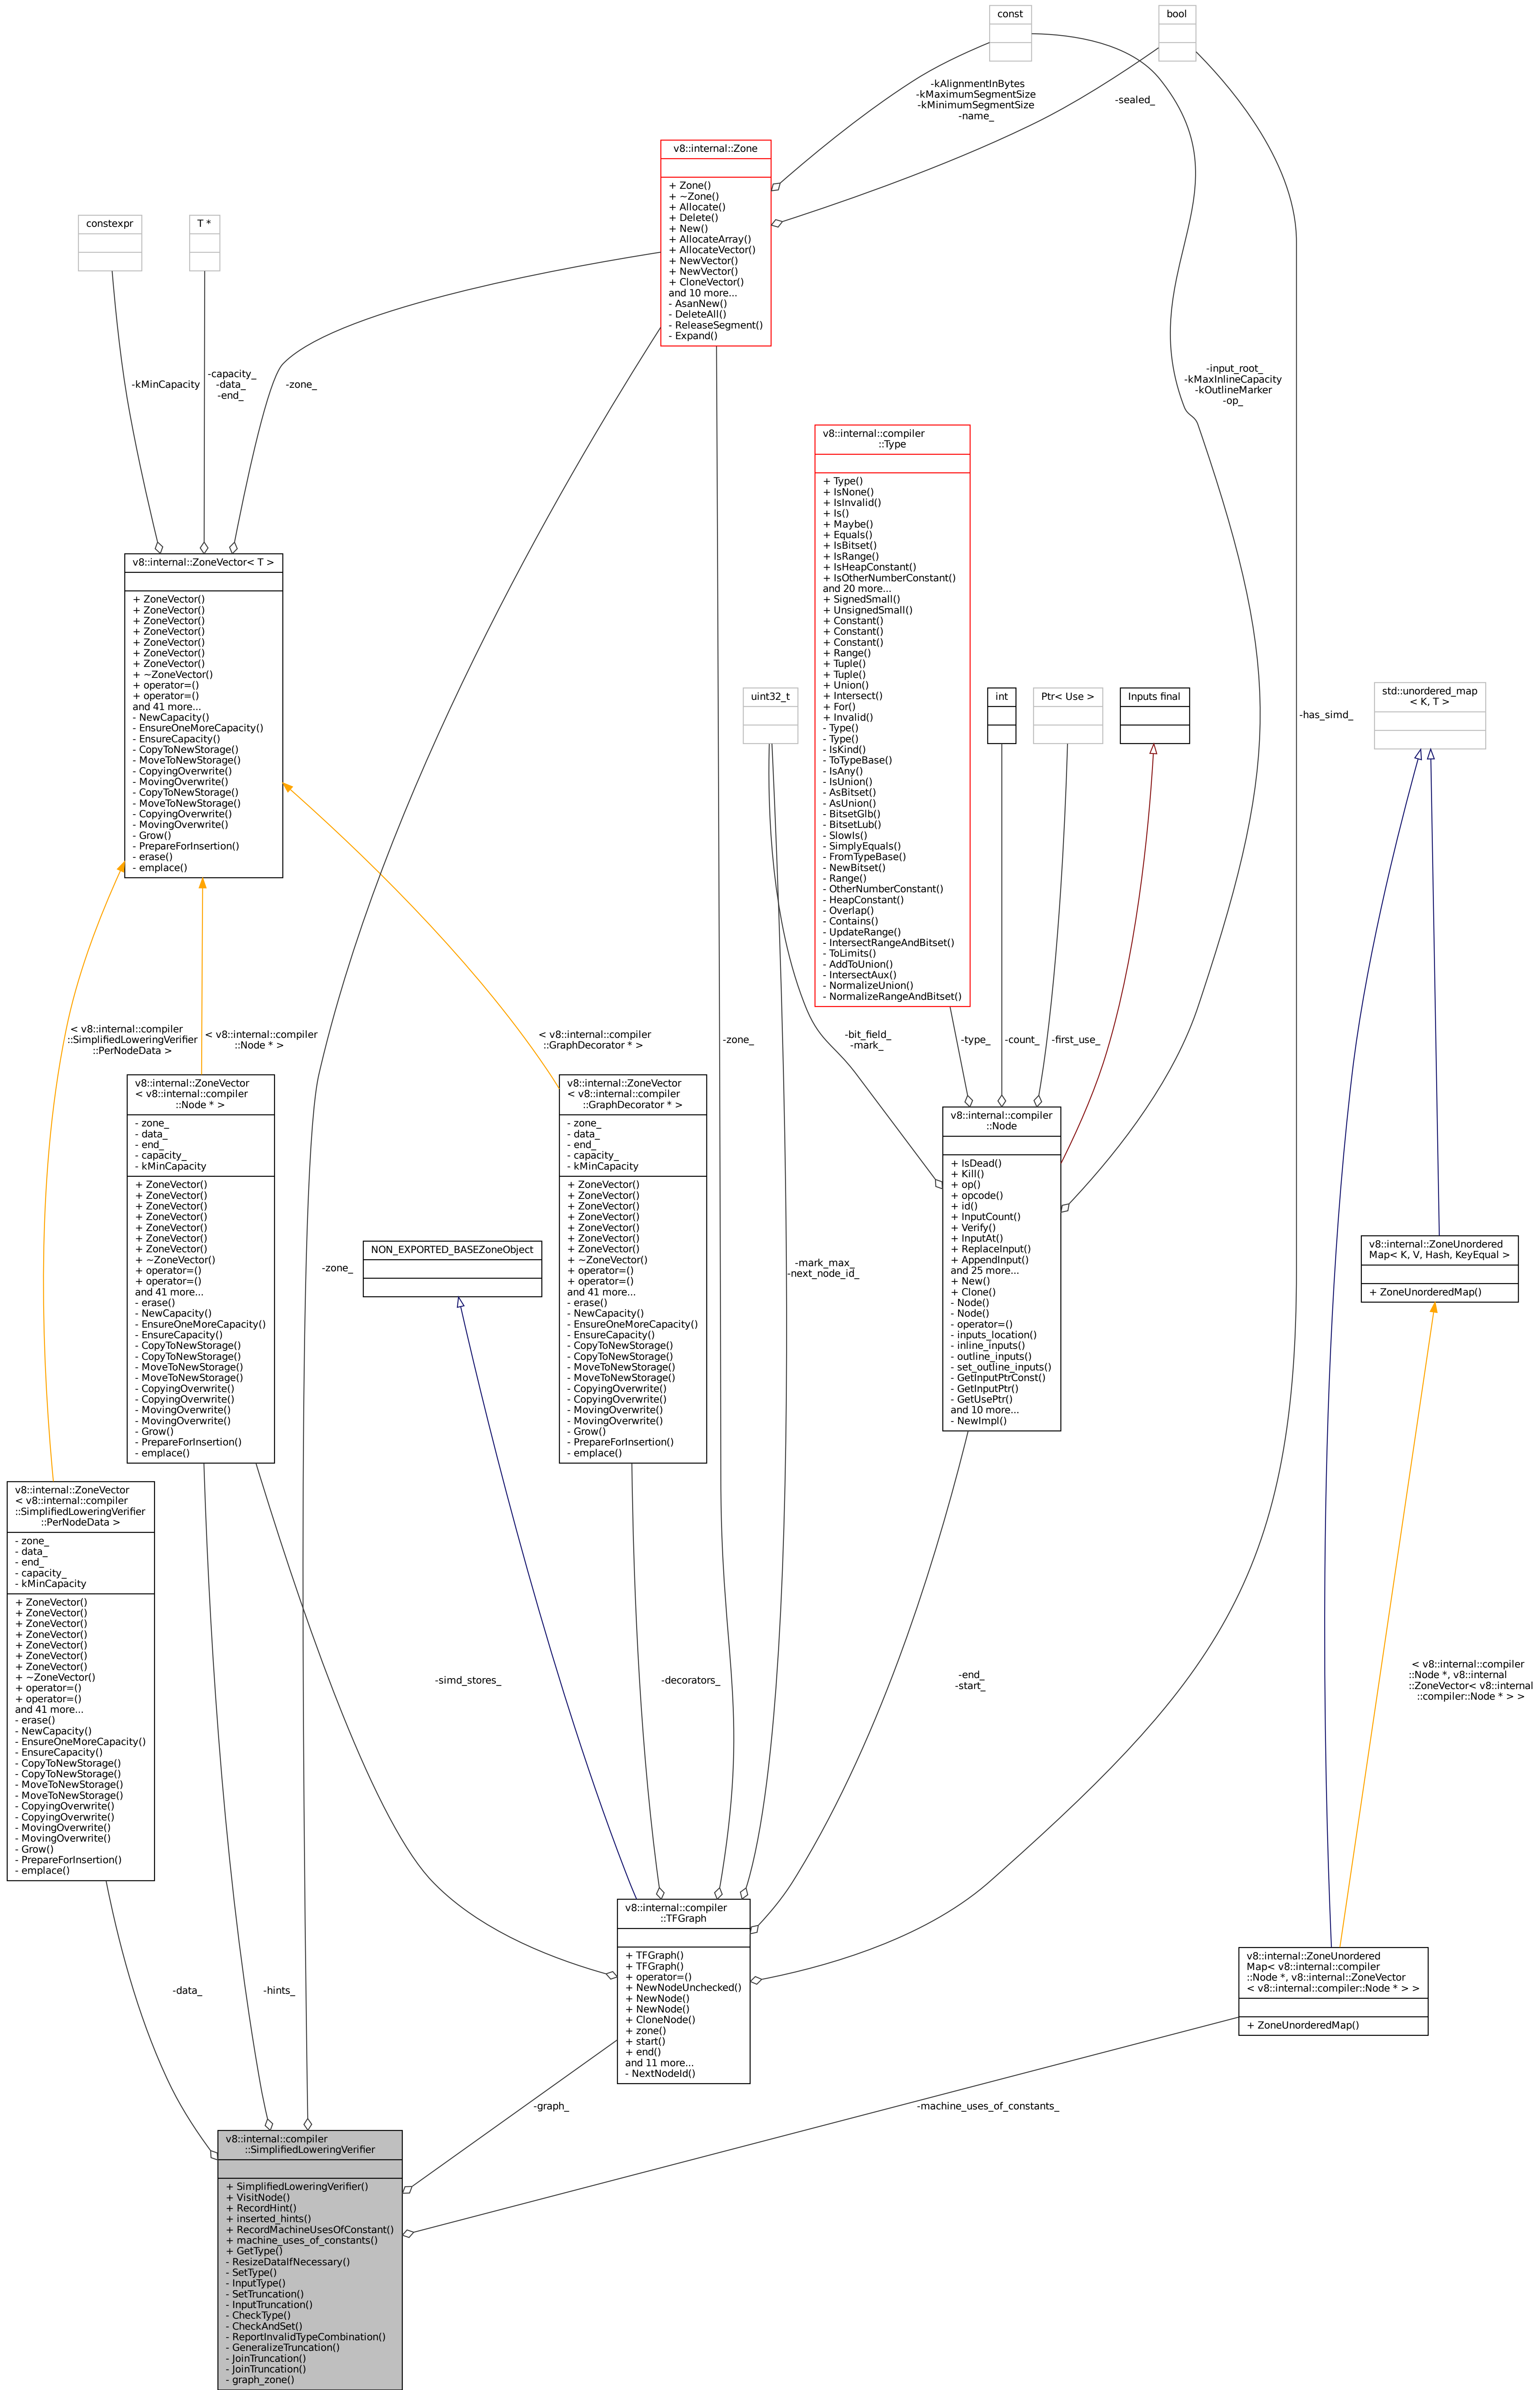 const
bool
-kAlignmentInBytes
-kMaximumSegmentSize
-kMinimumSegmentSize
-name_
-sealed_
v8::internal::Zone
+ Zone()
+ ~Zone()
+ Allocate()
+ Delete()
+ New()
+ AllocateArray()
+ AllocateVector()
+ NewVector()
+ NewVector()
+ CloneVector()
and 10 more...
- AsanNew()
- DeleteAll()
- ReleaseSegment()
- Expand()
constexpr
T *
-kMinCapacity
-capacity_
-data_
-end_
-zone_
-input_root_
-kMaxInlineCapacity
-kOutlineMarker
-op_
v8::internal::compiler
::Type
+ Type()
+ IsNone()
+ IsInvalid()
+ Is()
+ Maybe()
+ Equals()
+ IsBitset()
+ IsRange()
+ IsHeapConstant()
+ IsOtherNumberConstant()
and 20 more...
+ SignedSmall()
+ UnsignedSmall()
+ Constant()
+ Constant()
+ Constant()
+ Range()
+ Tuple()
+ Tuple()
+ Union()
+ Intersect()
+ For()
+ Invalid()
- Type()
- Type()
- IsKind()
- ToTypeBase()
- IsAny()
- IsUnion()
- AsBitset()
- AsUnion()
- BitsetGlb()
- BitsetLub()
- SlowIs()
- SimplyEquals()
- FromTypeBase()
- NewBitset()
- Range()
- OtherNumberConstant()
- HeapConstant()
- Overlap()
- Contains()
- UpdateRange()
- IntersectRangeAndBitset()
- ToLimits()
- AddToUnion()
- IntersectAux()
- NormalizeUnion()
- NormalizeRangeAndBitset()
v8::internal::ZoneVector< T >
+ ZoneVector()
+ ZoneVector()
+ ZoneVector()
+ ZoneVector()
+ ZoneVector()
+ ZoneVector()
+ ZoneVector()
+ ~ZoneVector()
+ operator=()
+ operator=()
and 41 more...
- NewCapacity()
- EnsureOneMoreCapacity()
- EnsureCapacity()
- CopyToNewStorage()
- MoveToNewStorage()
- CopyingOverwrite()
- MovingOverwrite()
- CopyToNewStorage()
- MoveToNewStorage()
- CopyingOverwrite()
- MovingOverwrite()
- Grow()
- PrepareForInsertion()
- erase()
- emplace()
uint32_t
int
Ptr< Use >
Inputs final
-has_simd_
std::unordered_map
< K, T >
< v8::internal::compiler
::SimplifiedLoweringVerifier
::PerNodeData >
< v8::internal::compiler
::Node * >
< v8::internal::compiler
::GraphDecorator * >
-zone_
-bit_field_
-mark_
-type_
-count_
-first_use_
v8::internal::ZoneVector
< v8::internal::compiler
::Node * >
- zone_
- data_
- end_
- capacity_
- kMinCapacity
+ ZoneVector()
+ ZoneVector()
+ ZoneVector()
+ ZoneVector()
+ ZoneVector()
+ ZoneVector()
+ ZoneVector()
+ ~ZoneVector()
+ operator=()
+ operator=()
and 41 more...
- erase()
- NewCapacity()
- EnsureOneMoreCapacity()
- EnsureCapacity()
- CopyToNewStorage()
- CopyToNewStorage()
- MoveToNewStorage()
- MoveToNewStorage()
- CopyingOverwrite()
- CopyingOverwrite()
- MovingOverwrite()
- MovingOverwrite()
- Grow()
- PrepareForInsertion()
- emplace()
v8::internal::ZoneVector
< v8::internal::compiler
::GraphDecorator * >
- zone_
- data_
- end_
- capacity_
- kMinCapacity
+ ZoneVector()
+ ZoneVector()
+ ZoneVector()
+ ZoneVector()
+ ZoneVector()
+ ZoneVector()
+ ZoneVector()
+ ~ZoneVector()
+ operator=()
+ operator=()
and 41 more...
- erase()
- NewCapacity()
- EnsureOneMoreCapacity()
- EnsureCapacity()
- CopyToNewStorage()
- CopyToNewStorage()
- MoveToNewStorage()
- MoveToNewStorage()
- CopyingOverwrite()
- CopyingOverwrite()
- MovingOverwrite()
- MovingOverwrite()
- Grow()
- PrepareForInsertion()
- emplace()
v8::internal::compiler
::Node
+ IsDead()
+ Kill()
+ op()
+ opcode()
+ id()
+ InputCount()
+ Verify()
+ InputAt()
+ ReplaceInput()
+ AppendInput()
and 25 more...
+ New()
+ Clone()
- Node()
- Node()
- operator=()
- inputs_location()
- inline_inputs()
- outline_inputs()
- set_outline_inputs()
- GetInputPtrConst()
- GetInputPtr()
- GetUsePtr()
and 10 more...
- NewImpl()
-zone_
NON_EXPORTED_BASEZoneObject
-mark_max_
-next_node_id_
v8::internal::ZoneUnordered
Map< K, V, Hash, KeyEqual >
+ ZoneUnorderedMap()
v8::internal::ZoneVector
< v8::internal::compiler
::SimplifiedLoweringVerifier
::PerNodeData >
- zone_
- data_
- end_
- capacity_
- kMinCapacity
+ ZoneVector()
+ ZoneVector()
+ ZoneVector()
+ ZoneVector()
+ ZoneVector()
+ ZoneVector()
+ ZoneVector()
+ ~ZoneVector()
+ operator=()
+ operator=()
and 41 more...
- erase()
- NewCapacity()
- EnsureOneMoreCapacity()
- EnsureCapacity()
- CopyToNewStorage()
- CopyToNewStorage()
- MoveToNewStorage()
- MoveToNewStorage()
- CopyingOverwrite()
- CopyingOverwrite()
- MovingOverwrite()
- MovingOverwrite()
- Grow()
- PrepareForInsertion()
- emplace()
-simd_stores_
-decorators_
-end_
-start_
< v8::internal::compiler
::Node *, v8::internal
::ZoneVector< v8::internal
::compiler::Node * > >
v8::internal::compiler
::TFGraph
+ TFGraph()
+ TFGraph()
+ operator=()
+ NewNodeUnchecked()
+ NewNode()
+ NewNode()
+ CloneNode()
+ zone()
+ start()
+ end()
and 11 more...
- NextNodeId()
v8::internal::ZoneUnordered
Map< v8::internal::compiler
::Node *, v8::internal::ZoneVector
< v8::internal::compiler::Node * > >
+ ZoneUnorderedMap()
-data_
-hints_
-graph_
-machine_uses_of_constants_
v8::internal::compiler
::SimplifiedLoweringVerifier
+ SimplifiedLoweringVerifier()
+ VisitNode()
+ RecordHint()
+ inserted_hints()
+ RecordMachineUsesOfConstant()
+ machine_uses_of_constants()
+ GetType()
- ResizeDataIfNecessary()
- SetType()
- InputType()
- SetTruncation()
- InputTruncation()
- CheckType()
- CheckAndSet()
- ReportInvalidTypeCombination()
- GeneralizeTruncation()
- JoinTruncation()
- JoinTruncation()
- graph_zone()